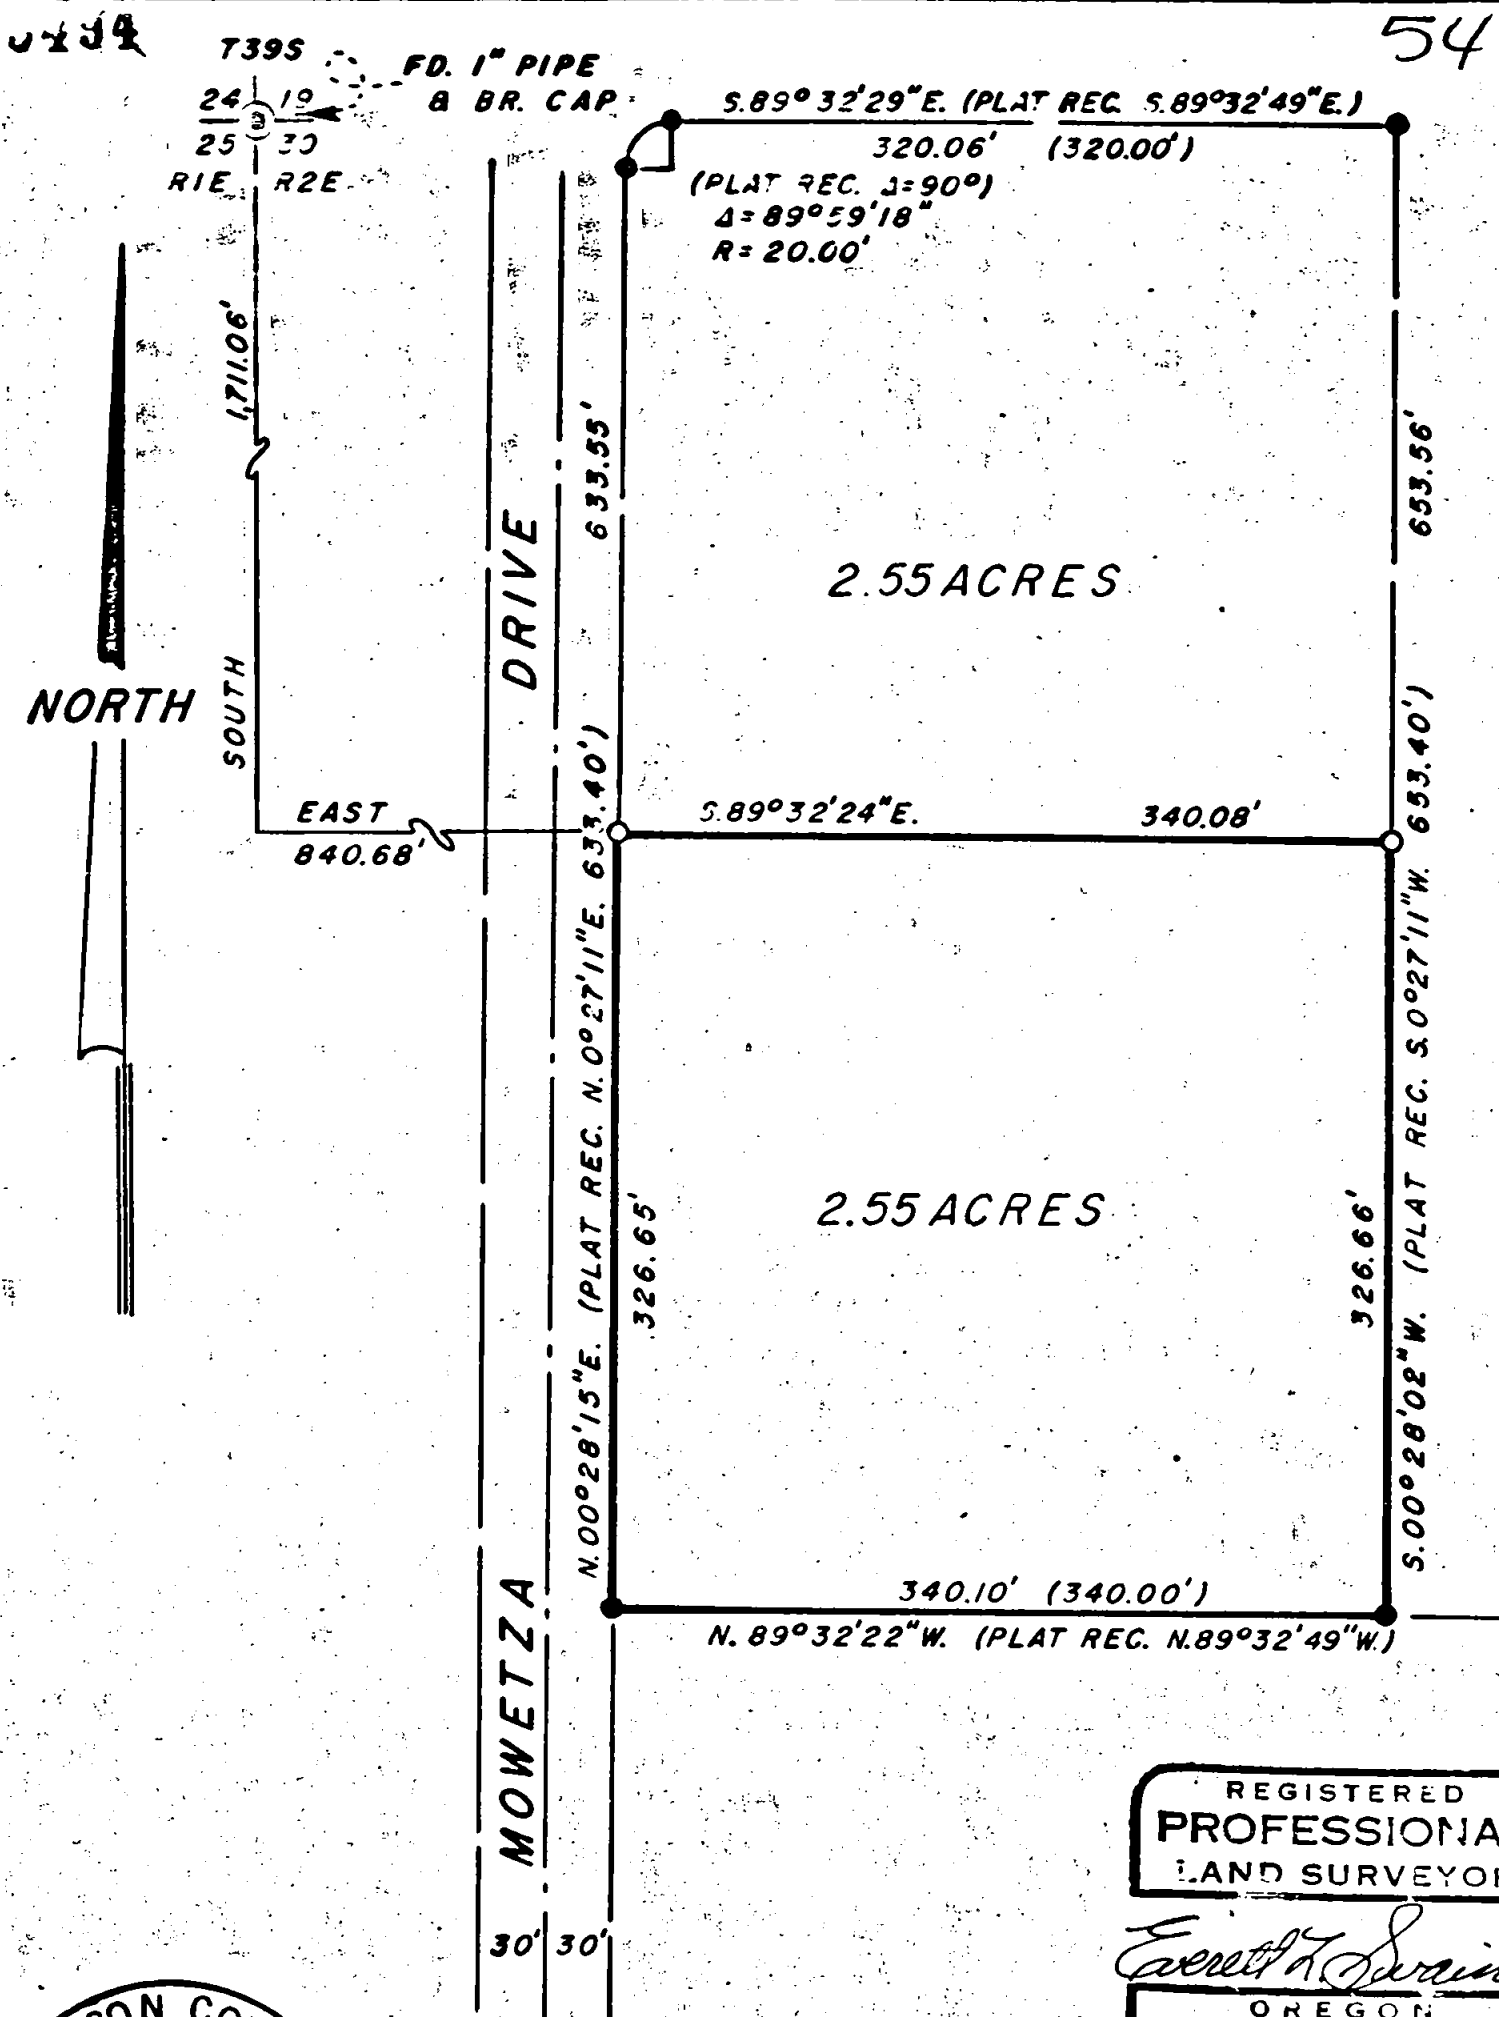 54
T39S
24 19
25 30
R1E R2E
FD. 1" PIPE
& BR. CAP
S.89°32'29"E. (PLAT REC. S.89°32'49"E.)
320.06' (320.00')
(PLAT REC. Δ=90°)
Δ=89°59'18"
R=20.00'
1,711.06'
SOUTH
633.55'
653.56'
DRIVE
2.55 ACRES
NORTH
EAST
840.68'
S.89°32'24"E. 340.08'
N.00°28'15"E. (PLAT REC. N.0°27'11"E. 633.40')
S.00°28'02"W. (PLAT REC. S.0°27'11"W. 653.40')
2.55 ACRES
326.65'
326.66'
340.10' (340.00')
N.89°32'22"W. (PLAT REC. N.89°32'49"W.)
MOWETZA
30' 30'
REGISTERED
PROFESSIONA
LAND SURVEYOR
Everett L Swain
OREGON
ON CO